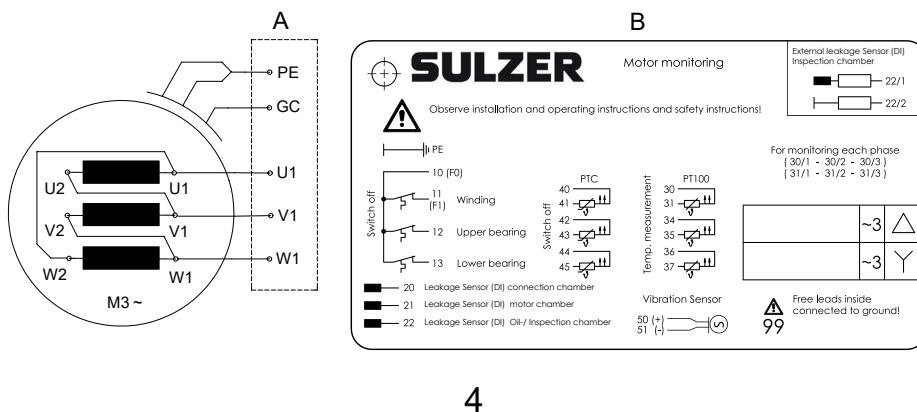 A
PE
GC
U2
U1
U1
V2
V1
V1
W2
W1
W1
M3 ~
B
SULZER
Motor monitoring
External leakage Sensor (DI)
Inspection chamber
22/1
22/2
Observe installation and operating instructions and safety instructions!
PE
For monitoring each phase
( 30/1 - 30/2 - 30/3 )
( 31/1 - 31/2 - 31/3 )
Switch off
10 (F0)
11
(F1)
Winding
12 Upper bearing
13 Lower bearing
Switch off
PTC
40
41
42
43
44
45
Temp. measurement
PT100
30
31
34
35
36
37
~3
~3
20 Leakage Sensor (DI) connection chamber
21 Leakage Sensor (DI) motor chamber
22 Leakage Sensor (DI) Oil-/ Inspection chamber
Vibration Sensor
50 (+)
51 (-)
S
Free leads inside
connected to ground!
99
4